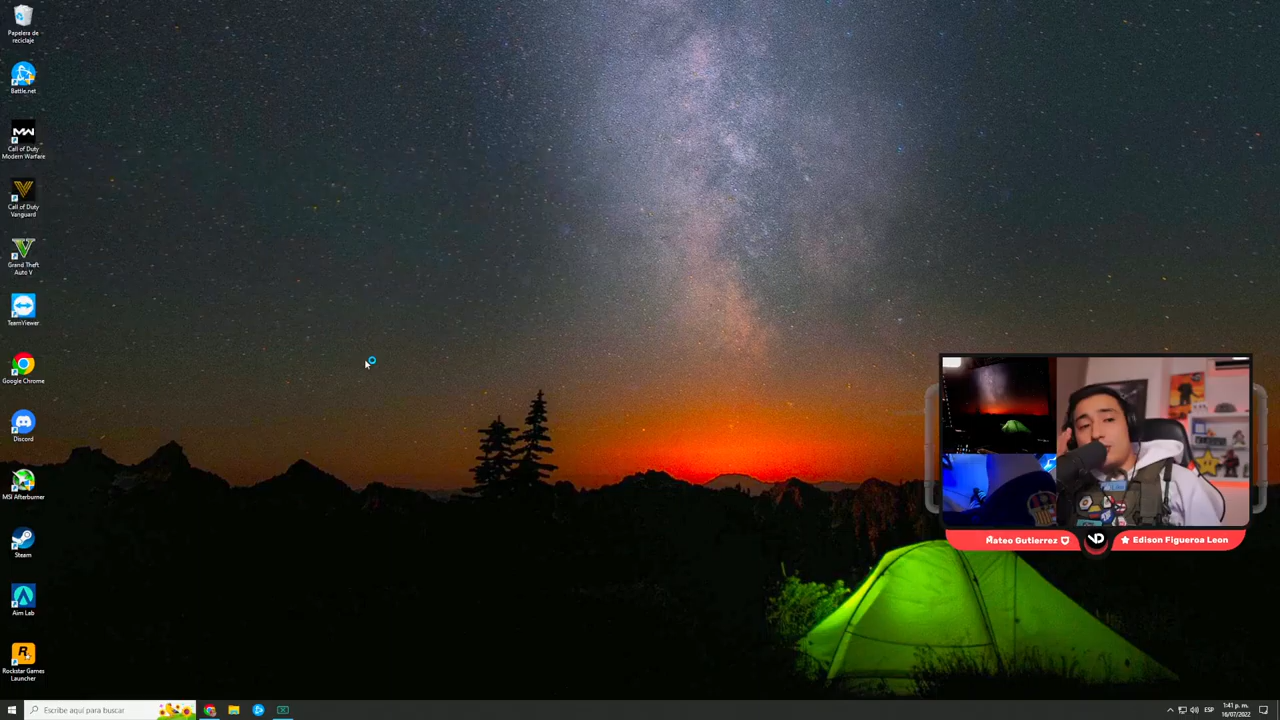 Papelera de
reciclaje
Battle.net
Call of Duty
Modern Warfare
Call of Duty
Vanguard
Grand Theft
Auto V
TeamViewer
Google Chrome
Discord
MSI Afterburner
Steam
Aim Lab
Rockstar Games
Launcher
Mateo Gutierrez
Edison Figueroa Leon
Escribe aquí para buscar
ESP
1:41 p. m.
16/07/2022